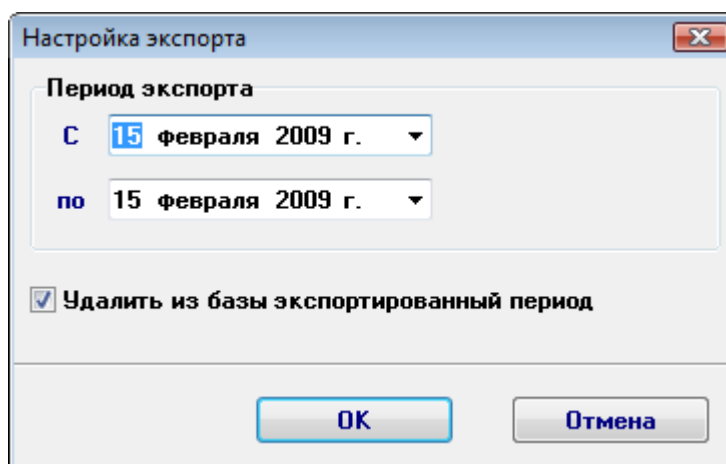 Настройка экспорта
Период экспорта
С 15 февраля 2009 г.
по 15 февраля 2009 г.
Удалить из базы экспортированный период
OK Отмена